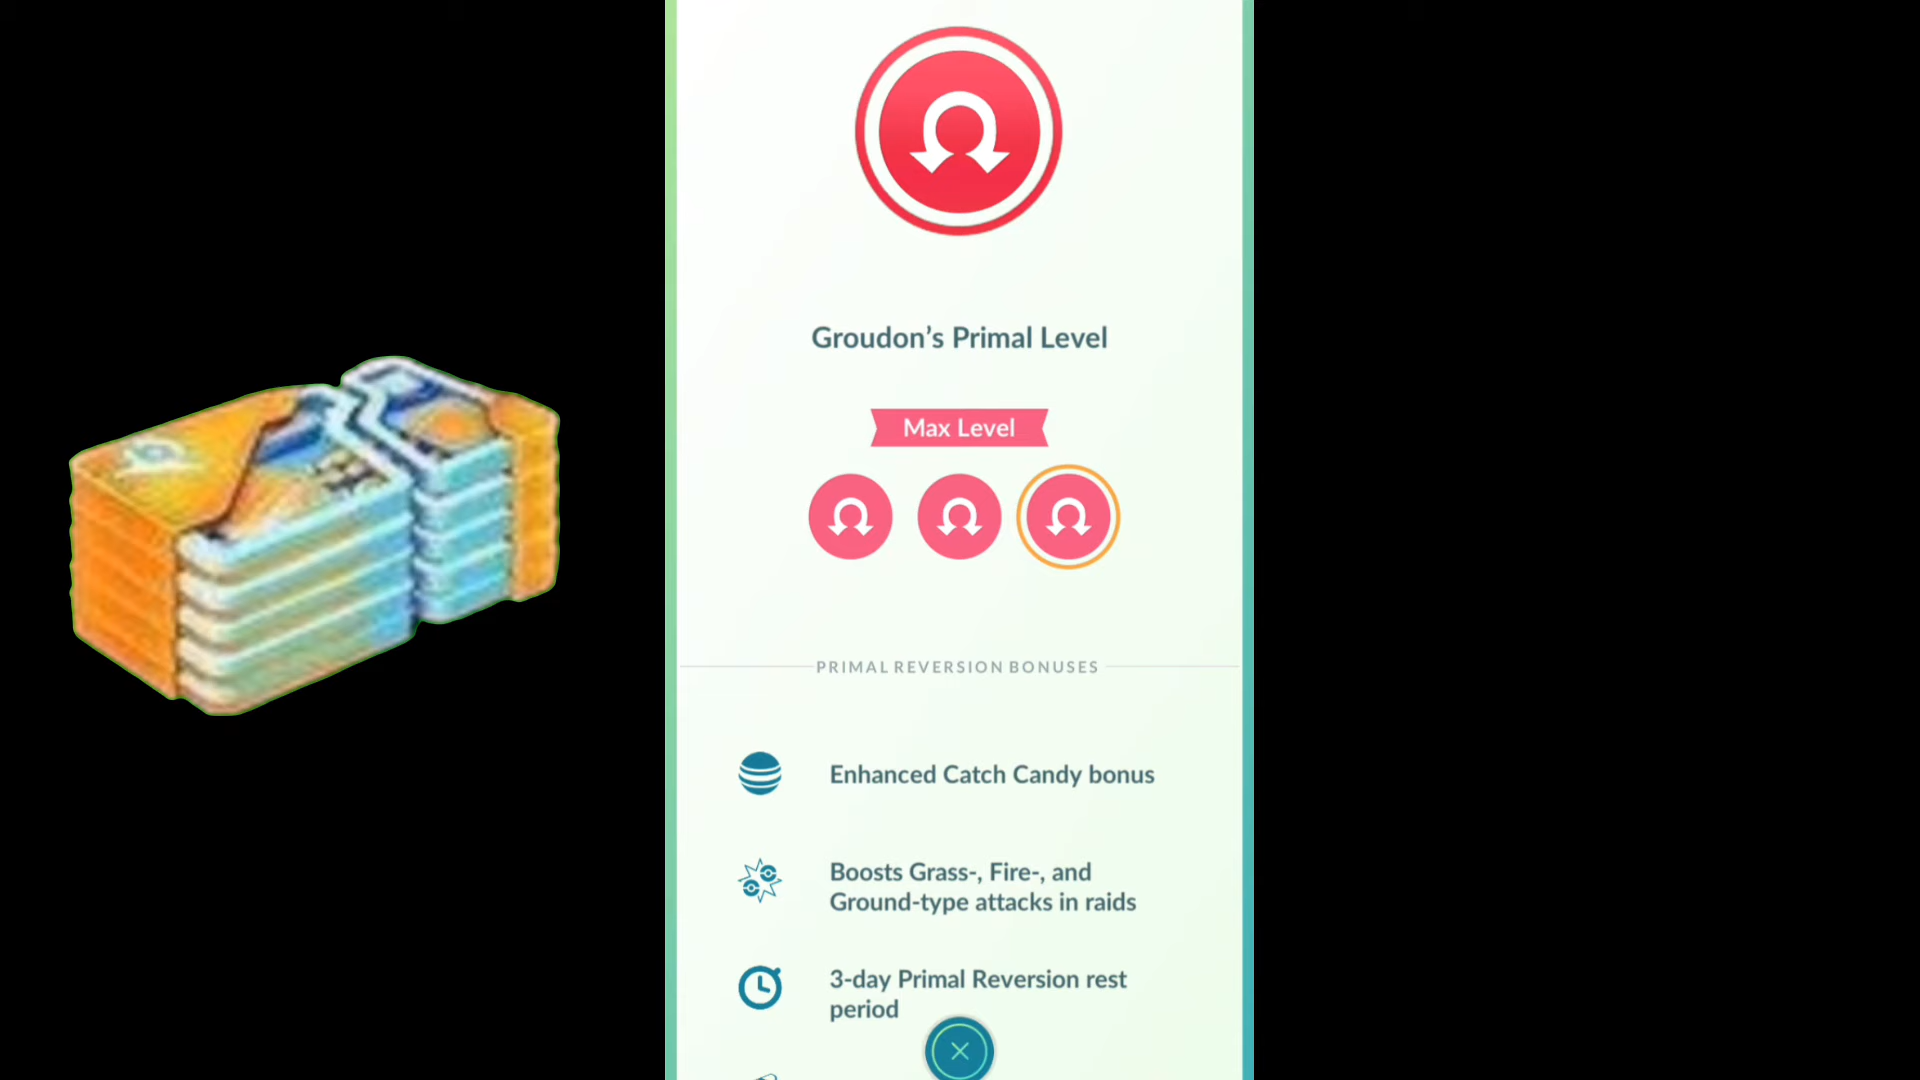 Groudon’s Primal Level
Max Level
PRIMAL REVERSION BONUSES
Enhanced Catch Candy bonus
Boosts Grass-, Fire-, and
Ground-type attacks in raids
3-day Primal Reversion rest
period